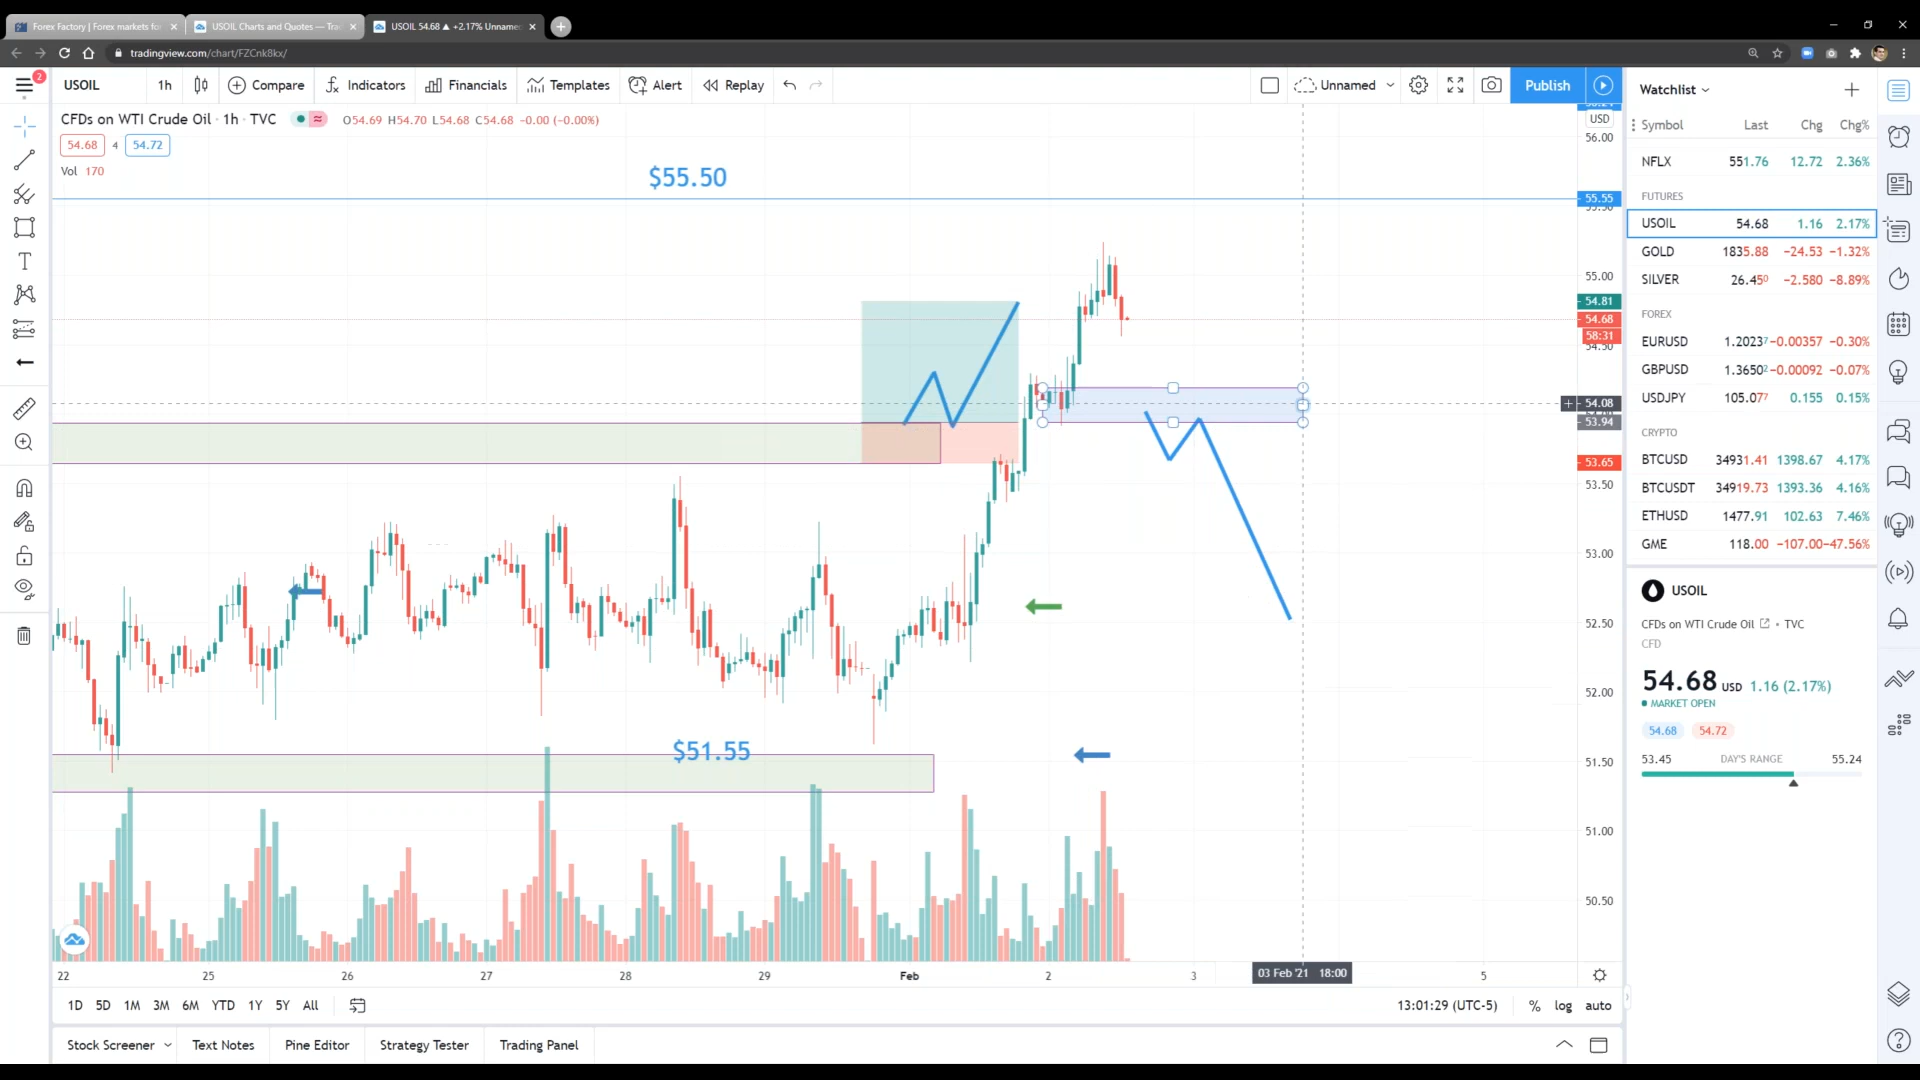 Forex Factory | Forex markets for
USOIL Charts and Quotes — Trad
USOIL 54.68 ▲ +2.17% Unnamed
tradingview.com/chart/FZCnk8kx/
2
USOIL 1h Compare Indicators Financials Templates Alert Replay Unnamed Publish
CFDs on WTI Crude Oil · 1h · TVC O54.69 H54.70 L54.68 C54.68 -0.00 (-0.00%)
54.68 4 54.72
Vol 170
$55.50
$51.55
USD
56.00
55.55
55.00
54.81
54.68
58:31
54.50
54.08
53.94
53.65
53.50
53.00
52.50
52.00
51.50
51.00
50.50
22 25 26 27 28 29 Feb 2 3 03 Feb '21 18:00 5
1D 5D 1M 3M 6M YTD 1Y 5Y All
13:01:29 (UTC-5) % log auto
Stock Screener Text Notes Pine Editor Strategy Tester Trading Panel
Watchlist
Symbol Last Chg Chg%
NFLX 551.76 12.72 2.36%
FUTURES
USOIL 54.68 1.16 2.17%
GOLD 1835.88 −24.53 −1.32%
SILVER 26.450 −2.580 −8.89%
FOREX
EURUSD 1.20237 −0.00357 −0.30%
GBPUSD 1.36502 −0.00092 −0.07%
USDJPY 105.077 0.155 0.15%
CRYPTO
BTCUSD 34931.41 1398.67 4.17%
BTCUSDT 34919.73 1393.36 4.16%
ETHUSD 1477.91 102.63 7.46%
GME 118.00 −107.00 −47.56%
USOIL
CFDs on WTI Crude Oil • TVC
CFD
54.68 USD 1.16 (2.17%)
MARKET OPEN
54.68 54.72
53.45 DAY'S RANGE 55.24